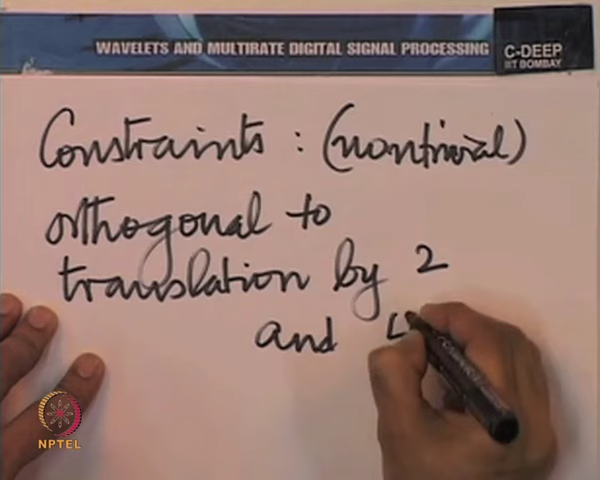 WAVELETS AND MULTIRATE DIGITAL SIGNAL PROCESSING
C-DEEP
IIT BOMBAY
Constraints : (nontrivial)
orthogonal to
translation by 2
and
NPTEL